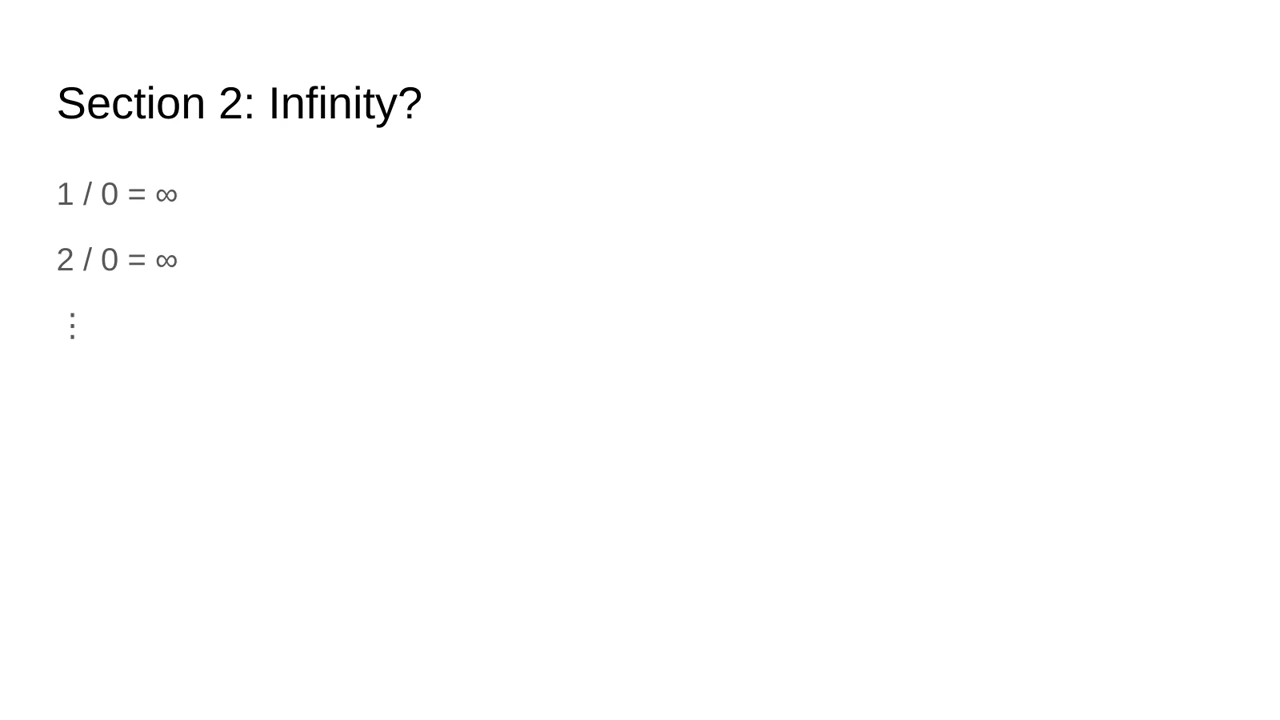 Section 2: Infinity?
1 / 0 = ∞
2 / 0 = ∞
⋮